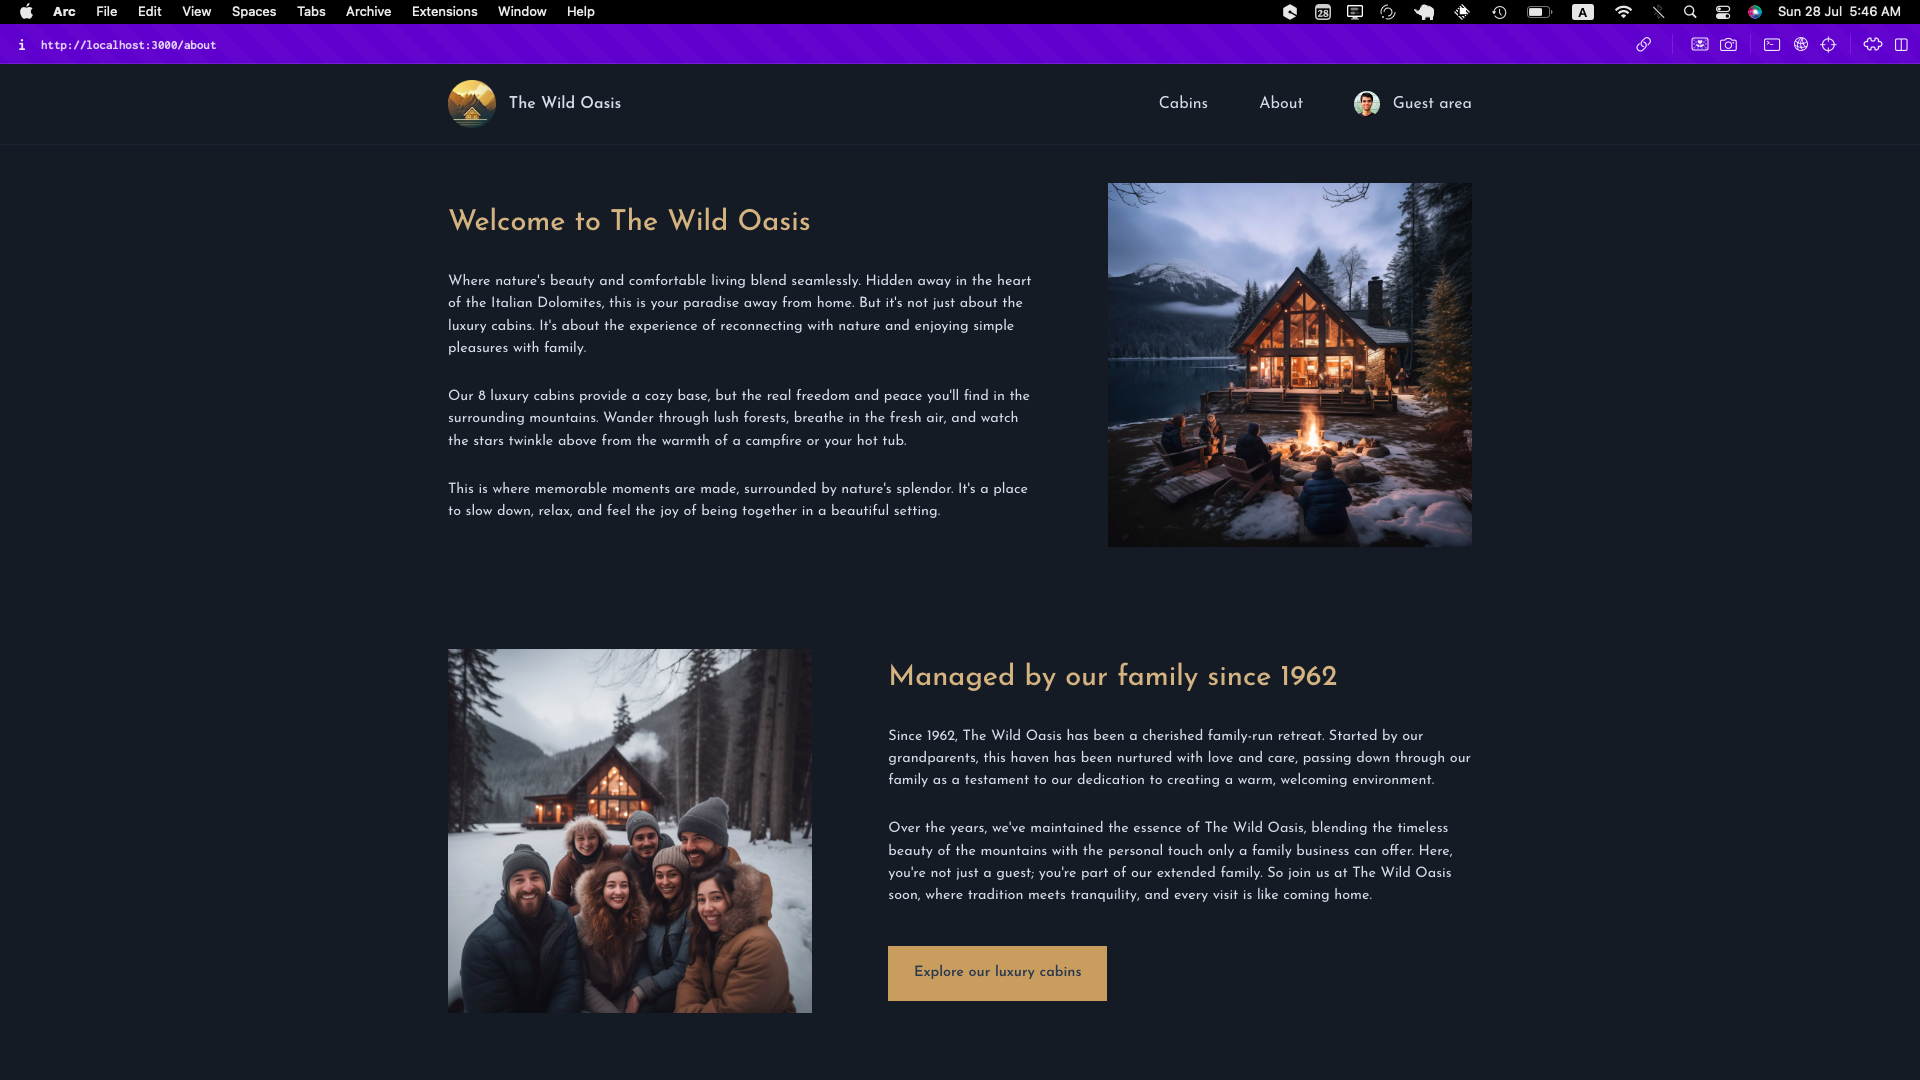 Arc File Edit View Spaces Tabs Archive Extensions Window Help 28 A Sun 28 Jul 5:46 AM
i http://localhost:3000/about
The Wild Oasis Cabins About Guest area
Welcome to The Wild Oasis
Where nature's beauty and comfortable living blend seamlessly. Hidden away in the heart
of the Italian Dolomites, this is your paradise away from home. But it's not just about the
luxury cabins. It's about the experience of reconnecting with nature and enjoying simple
pleasures with family.
Our 8 luxury cabins provide a cozy base, but the real freedom and peace you'll find in the
surrounding mountains. Wander through lush forests, breathe in the fresh air, and watch
the stars twinkle above from the warmth of a campfire or your hot tub.
This is where memorable moments are made, surrounded by nature's splendor. It's a place
to slow down, relax, and feel the joy of being together in a beautiful setting.
Managed by our family since 1962
Since 1962, The Wild Oasis has been a cherished family-run retreat. Started by our
grandparents, this haven has been nurtured with love and care, passing down through our
family as a testament to our dedication to creating a warm, welcoming environment.
Over the years, we've maintained the essence of The Wild Oasis, blending the timeless
beauty of the mountains with the personal touch only a family business can offer. Here,
you're not just a guest; you're part of our extended family. So join us at The Wild Oasis
soon, where tradition meets tranquility, and every visit is like coming home.
Explore our luxury cabins